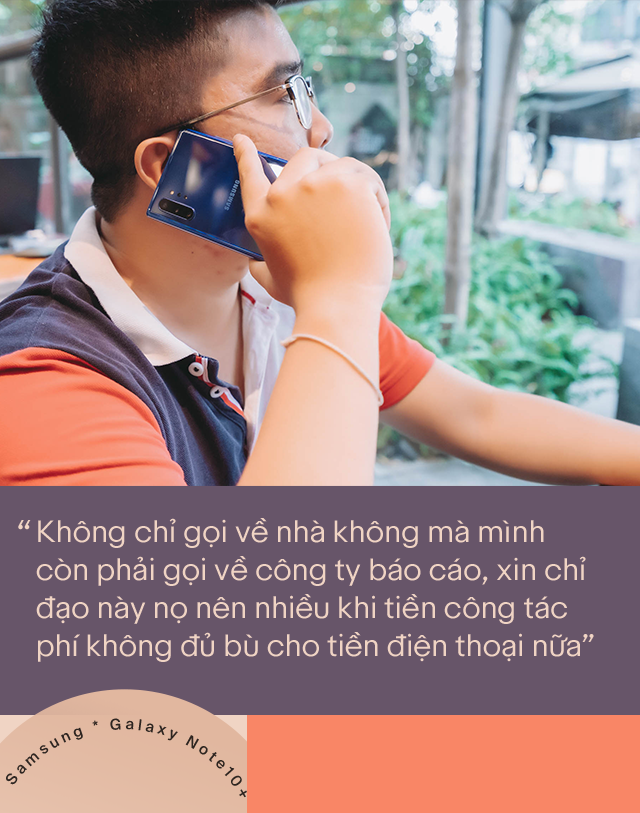 SAMSUNG
“Không chỉ gọi về nhà không mà mình
còn phải gọi về công ty báo cáo, xin chỉ
đạo này nọ nên nhiều khi tiền công tác
phí không đủ bù cho tiền điện thoại nữa”
Samsung * Galaxy Note10+